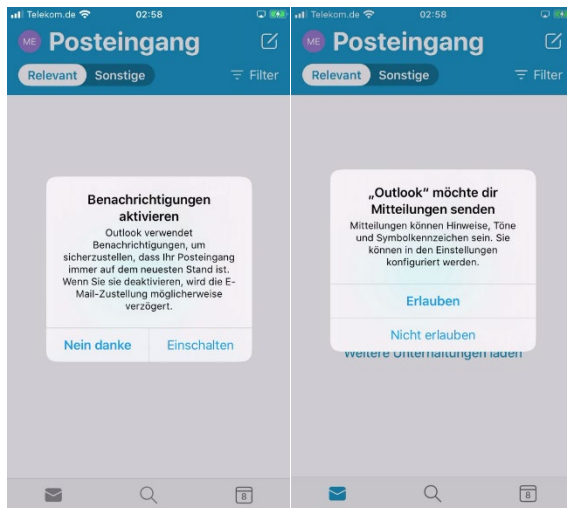 Telekom.de 02:58
ME Posteingang
Relevant Sonstige Filter
Benachrichtigungen
aktivieren
Outlook verwendet
Benachrichtigungen, um
sicherzustellen, dass Ihr Posteingang
immer auf dem neuesten Stand ist.
Wenn Sie sie deaktivieren, wird die E-
Mail-Zustellung möglicherweise
verzögert.
Nein danke Einschalten
8
Telekom.de 02:58
ME Posteingang
Relevant Sonstige Filter
„Outlook“ möchte dir
Mitteilungen senden
Mitteilungen können Hinweise, Töne
und Symbolkennzeichen sein. Sie
können in den Einstellungen
konfiguriert werden.
Erlauben
Nicht erlauben
Weitere Unterhaltungen laden
8